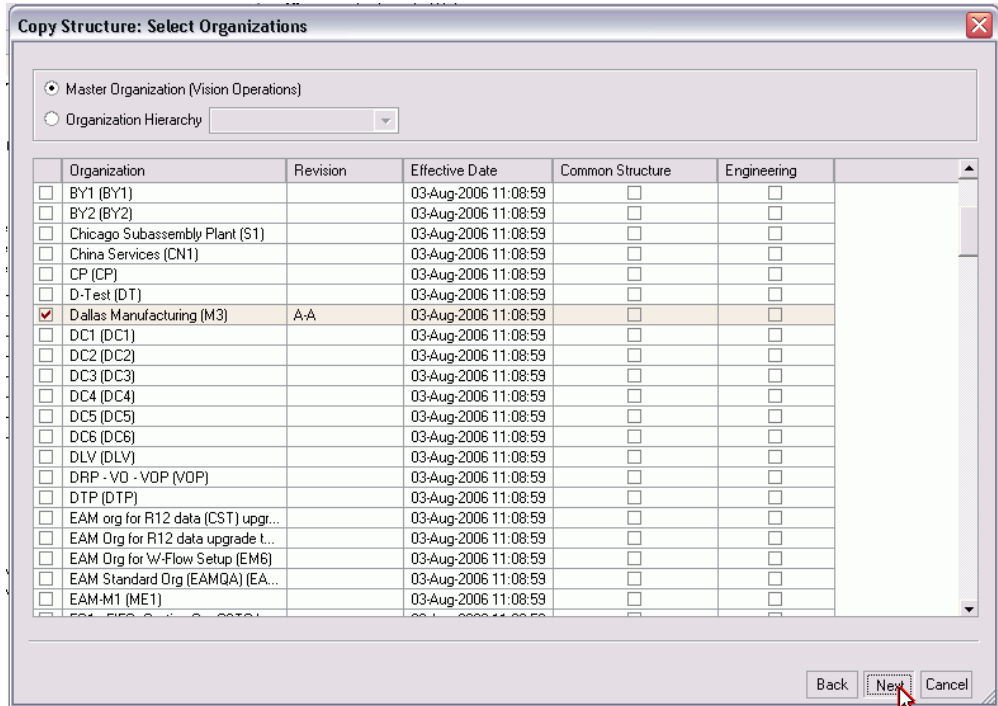 Copy Structure: Select Organizations
Master Organization (Vision Operations)
Organization Hierarchy
Organization Revision Effective Date Common Structure Engineering
BY1 (BY1) 03-Aug-2006 11:08:59
BY2 (BY2) 03-Aug-2006 11:08:59
Chicago Subassembly Plant (S1) 03-Aug-2006 11:08:59
China Services (CN1) 03-Aug-2006 11:08:59
CP (CP) 03-Aug-2006 11:08:59
D-Test (DT) 03-Aug-2006 11:08:59
Dallas Manufacturing (M3) A-A 03-Aug-2006 11:08:59
DC1 (DC1) 03-Aug-2006 11:08:59
DC2 (DC2) 03-Aug-2006 11:08:59
DC3 (DC3) 03-Aug-2006 11:08:59
DC4 (DC4) 03-Aug-2006 11:08:59
DC5 (DC5) 03-Aug-2006 11:08:59
DC6 (DC6) 03-Aug-2006 11:08:59
DLV (DLV) 03-Aug-2006 11:08:59
DRP - VO - VOP (VOP) 03-Aug-2006 11:08:59
DTP (DTP) 03-Aug-2006 11:08:59
EAM org for R12 data (CST) upgr... 03-Aug-2006 11:08:59
EAM Org for R12 data upgrade t... 03-Aug-2006 11:08:59
EAM Org for W-Flow Setup (EM6) 03-Aug-2006 11:08:59
EAM Standard Org (EAMQA) (EA... 03-Aug-2006 11:08:59
EAM-M1 (ME1) 03-Aug-2006 11:08:59
Back Next Cancel